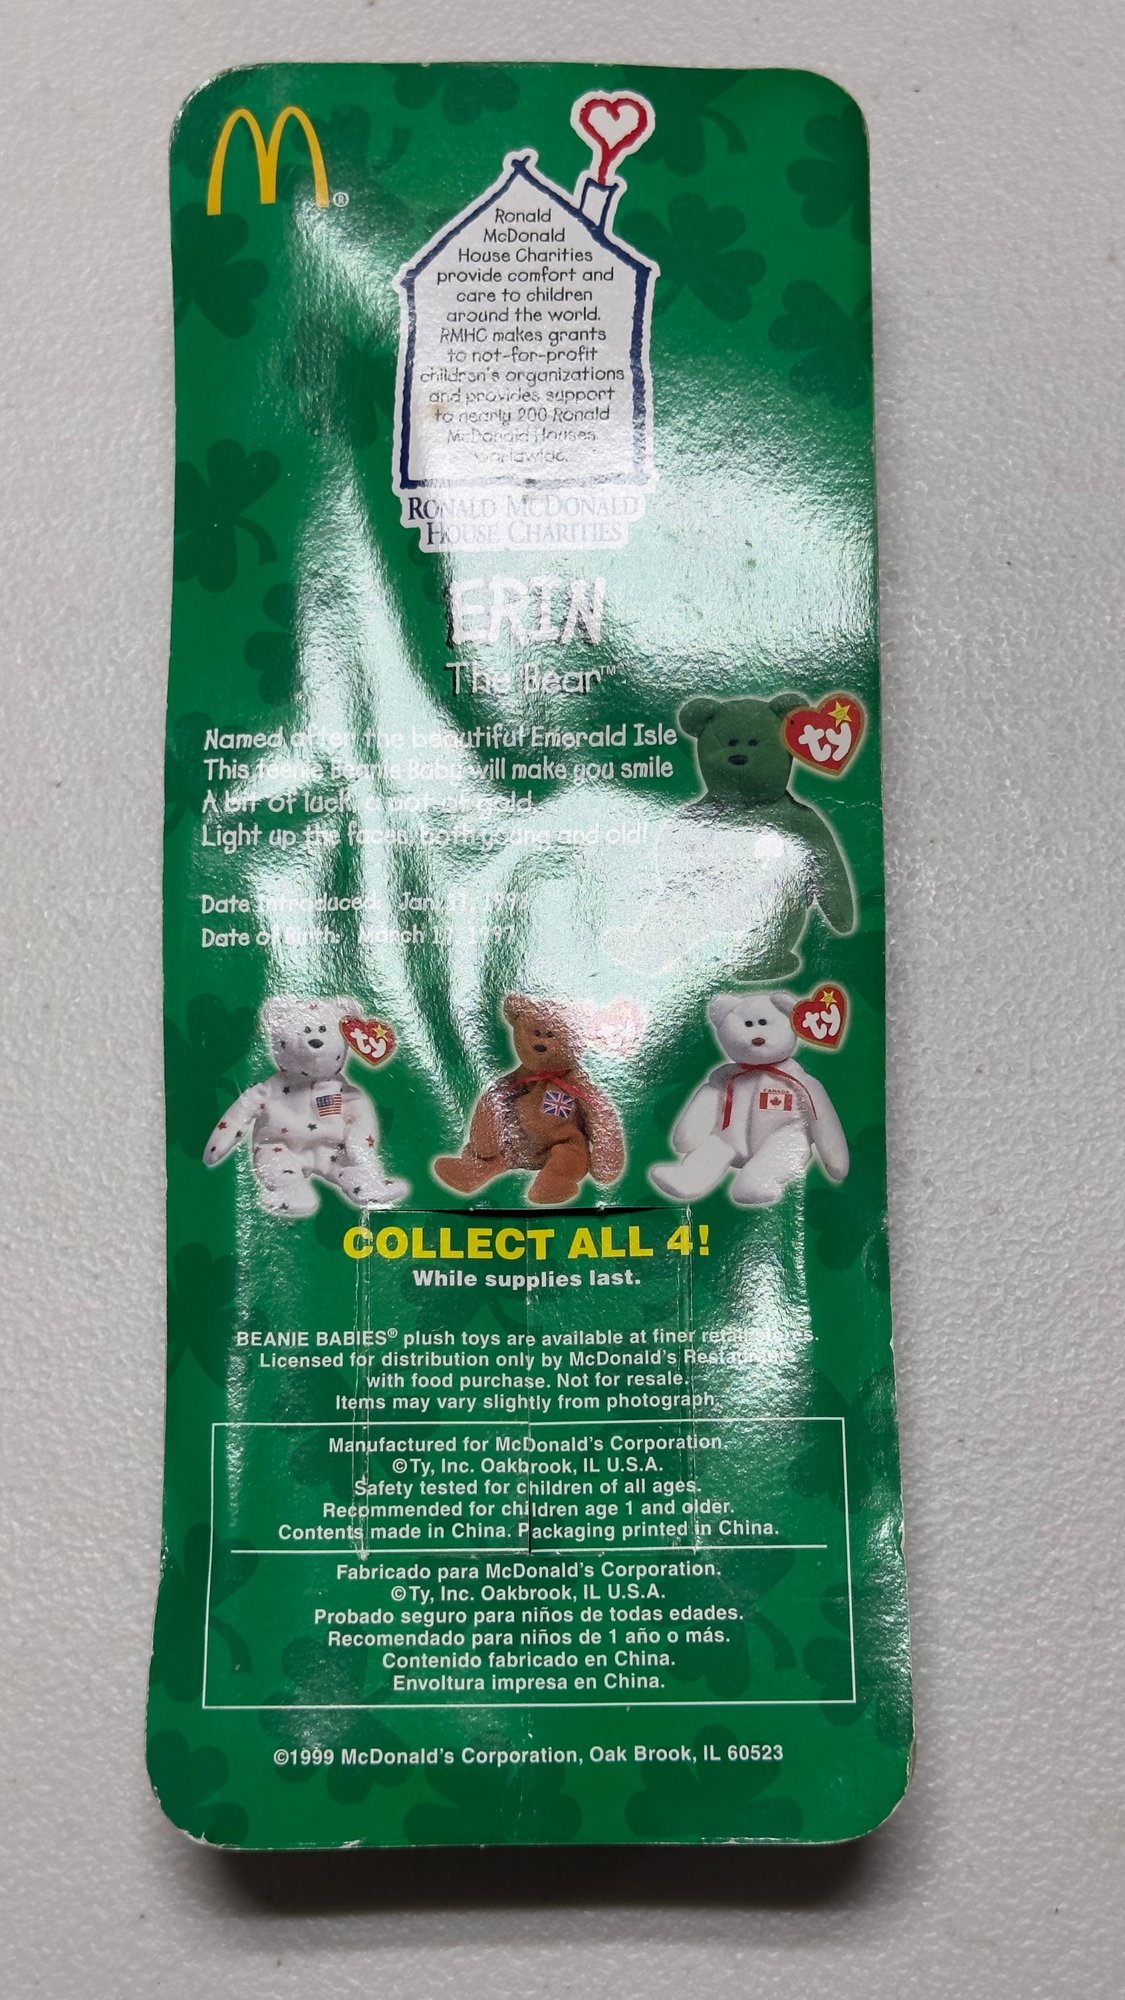 ®
Ronald
McDonald
House Charities
provide comfort and
care to children
around the world.
RMHC makes grants
to not-for-profit
children's organizations
and provides support
to nearly 200 Ronald
McDonald Houses
worldwide.
RONALD MCDONALD
HOUSE CHARITIES
ERIN
The Bear™
Named after the beautiful Emerald Isle
This teenie Beanie Baby will make you smile
A bit of luck, a pot of gold
Light up the faces, both young and old!
Date Introduced: Jan.
Date of Birth: March 17, 1997
ty
ty
ty
ty
CANADA
COLLECT ALL 4!
While supplies last.
BEANIE BABIES® plush toys are available at finer retail stores.
Licensed for distribution only by McDonald's Restaurants
with food purchase. Not for resale.
Items may vary slightly from photograph.
Manufactured for McDonald's Corporation.
©Ty, Inc. Oakbrook, IL U.S.A.
Safety tested for children of all ages.
Recommended for children age 1 and older.
Contents made in China. Packaging printed in China.
Fabricado para McDonald's Corporation.
©Ty, Inc. Oakbrook, IL U.S.A.
Probado seguro para niños de todas edades.
Recomendado para niños de 1 año o más.
Contenido fabricado en China.
Envoltura impresa en China.
©1999 McDonald's Corporation, Oak Brook, IL 60523